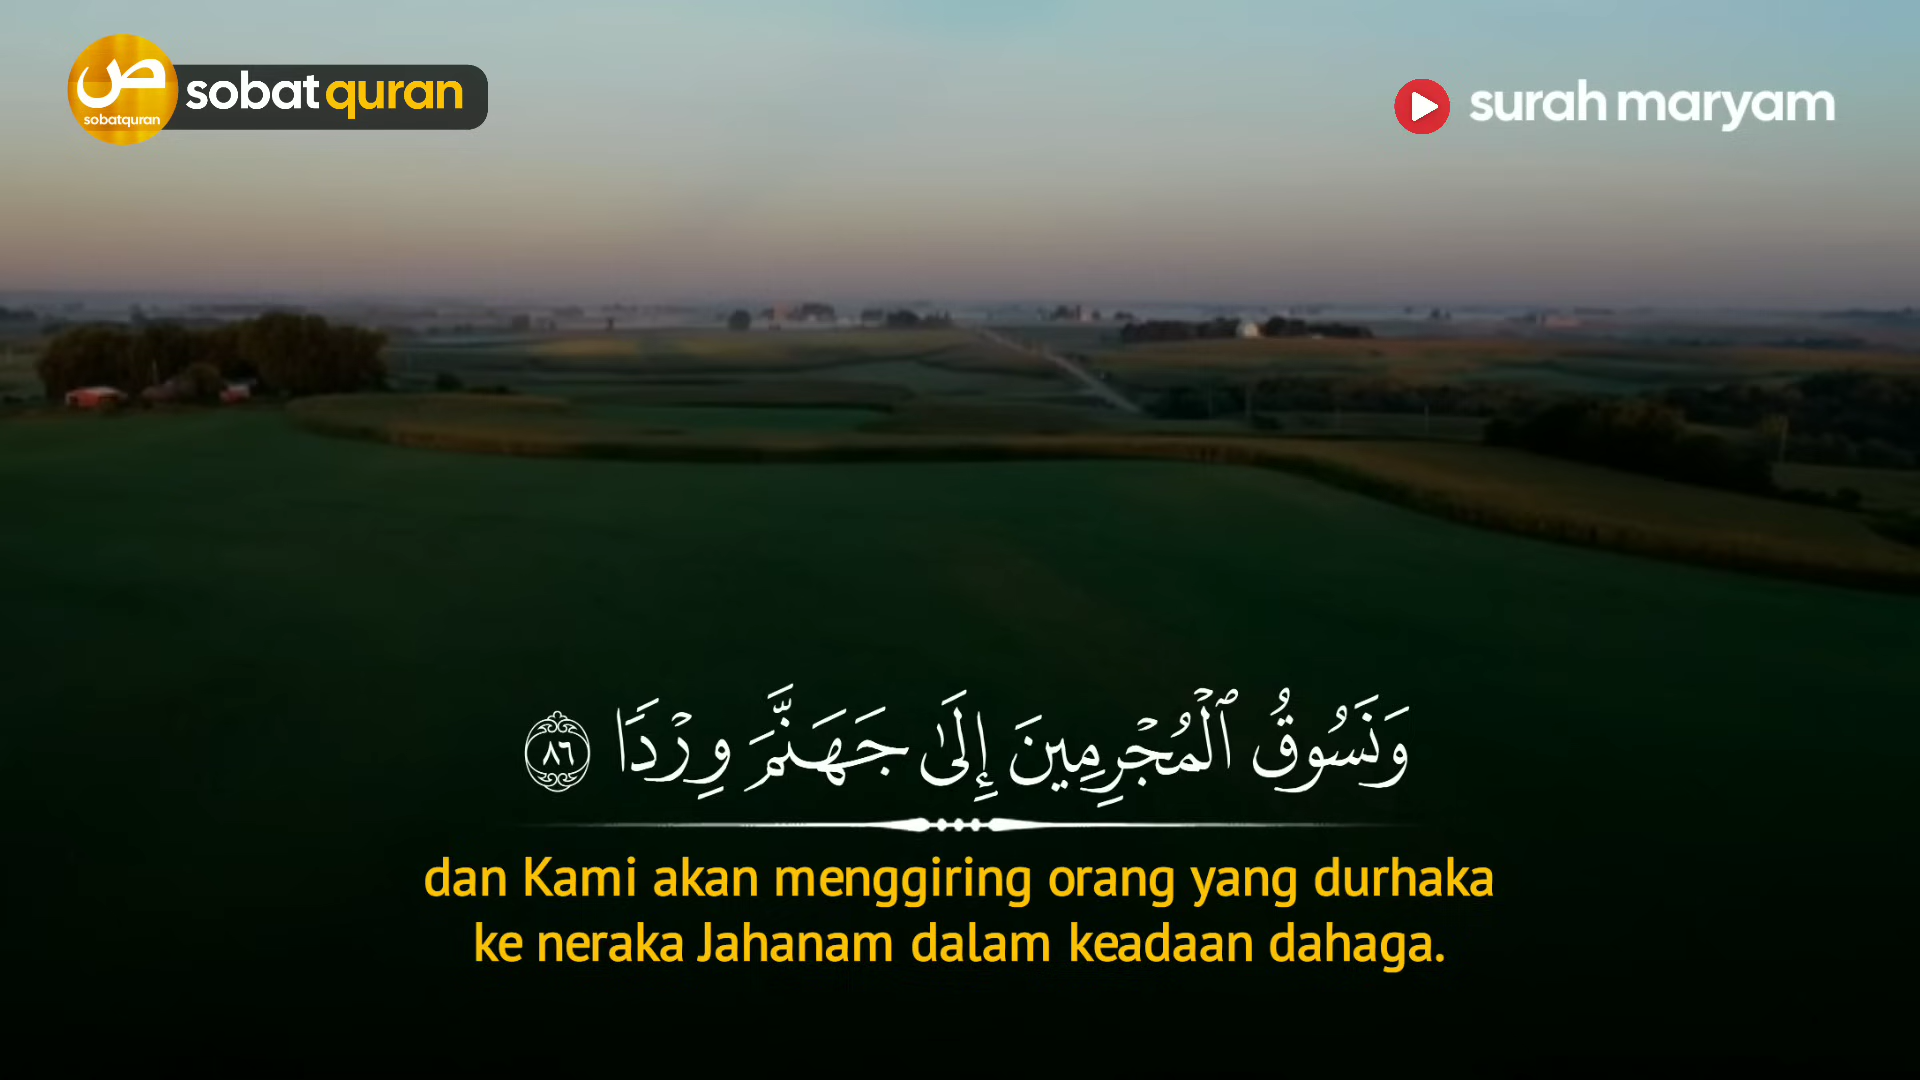 ص
sobatquran
sobat quran
surah maryam
وَنَسُوقُ ٱلْمُجْرِمِينَ إِلَىٰ جَهَنَّمَ وِرْدًا ٨٦
dan Kami akan menggiring orang yang durhaka
ke neraka Jahanam dalam keadaan dahaga.